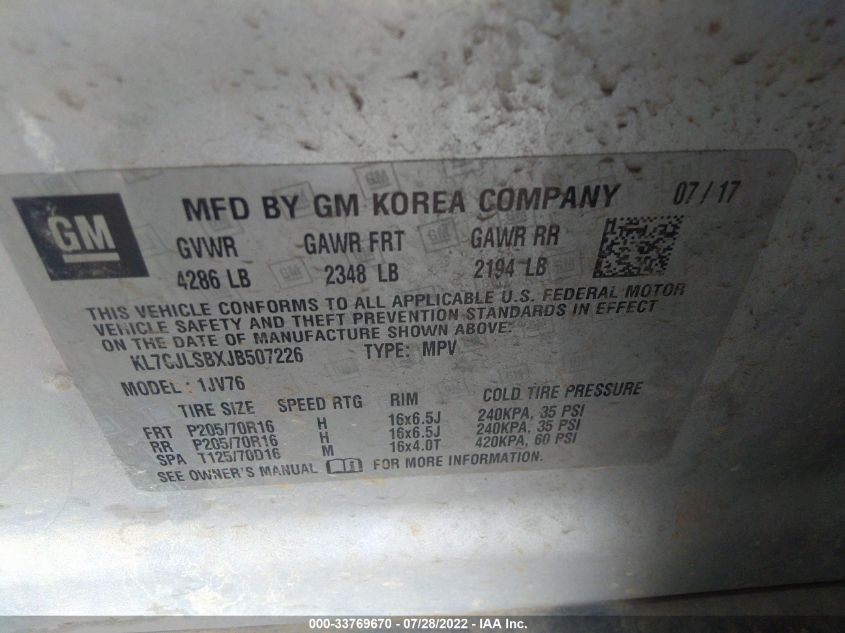 GM MFD BY GM KOREA COMPANY 07/17
GVWR GAWR FRT GAWR RR
4286 LB 2348 LB 2194 LB
THIS VEHICLE CONFORMS TO ALL APPLICABLE U.S. FEDERAL MOTOR
VEHICLE SAFETY AND THEFT PREVENTION STANDARDS IN EFFECT
ON THE DATE OF MANUFACTURE SHOWN ABOVE:
KL7CJLSBXJB507226 TYPE: MPV
MODEL: 1JV76
TIRE SIZE SPEED RTG RIM COLD TIRE PRESSURE
FRT P205/70R16 H 16x6.5J 240KPA, 35 PSI
RR P205/70R16 H 16x6.5J 240KPA, 35 PSI
SPA T125/70D16 M 16x4.0T 420KPA, 60 PSI
SEE OWNER'S MANUAL FOR MORE INFORMATION.
000-33769670 - 07/28/2022 - IAA Inc.